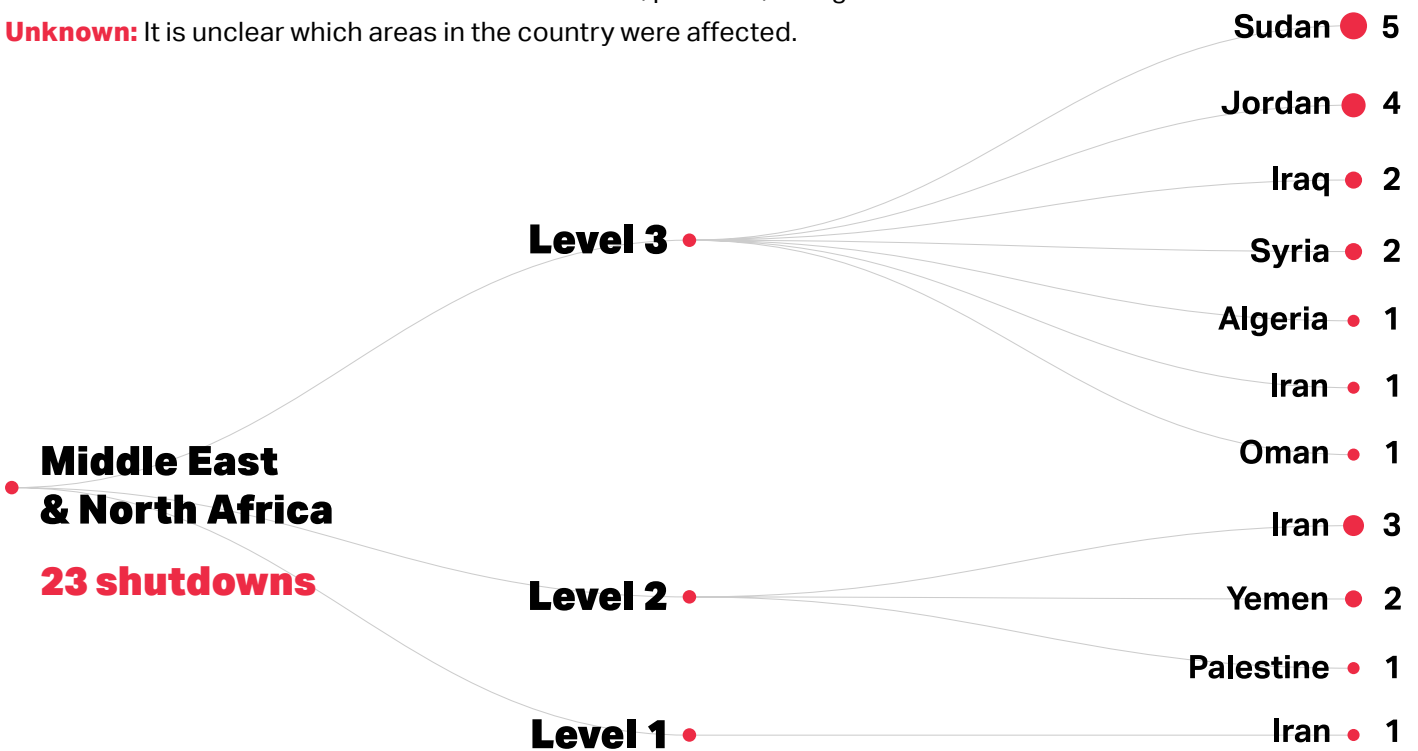 Unknown: It is unclear which areas in the country were affected.
Sudan 5
Jordan 4
Iraq 2
Level 3
Syria 2
Algeria 1
Iran 1
Middle East
& North Africa
Oman 1
Iran 3
23 shutdowns
Level 2
Yemen 2
Palestine 1
Level 1
Iran 1